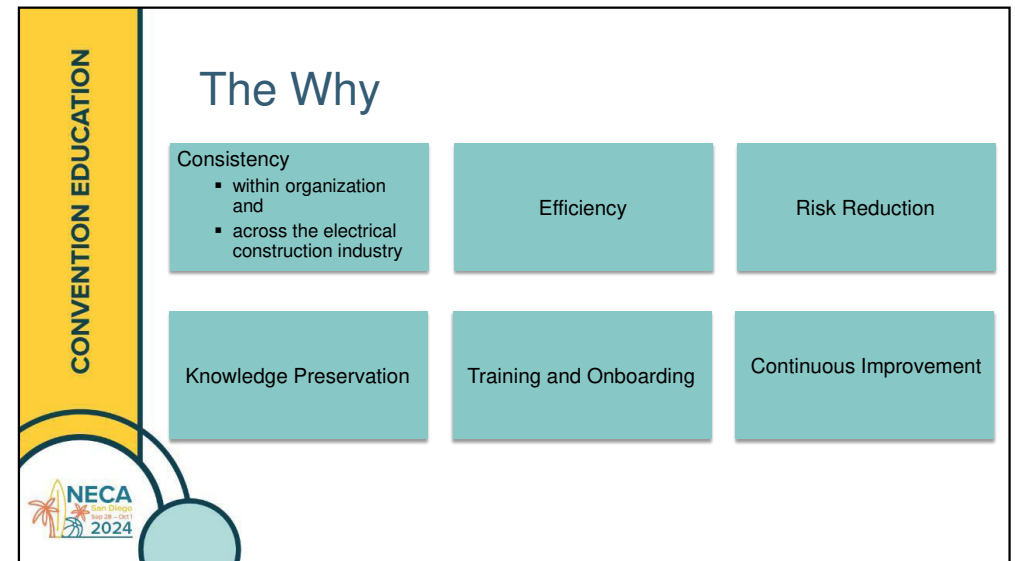 CONVENTION EDUCATION
The Why
Consistency
▪ within organization
and
▪ across the electrical
construction industry
Efficiency
Risk Reduction
Knowledge Preservation
Training and Onboarding
Continuous Improvement
NECA
San Diego
Sep 28 – Oct 1
2024